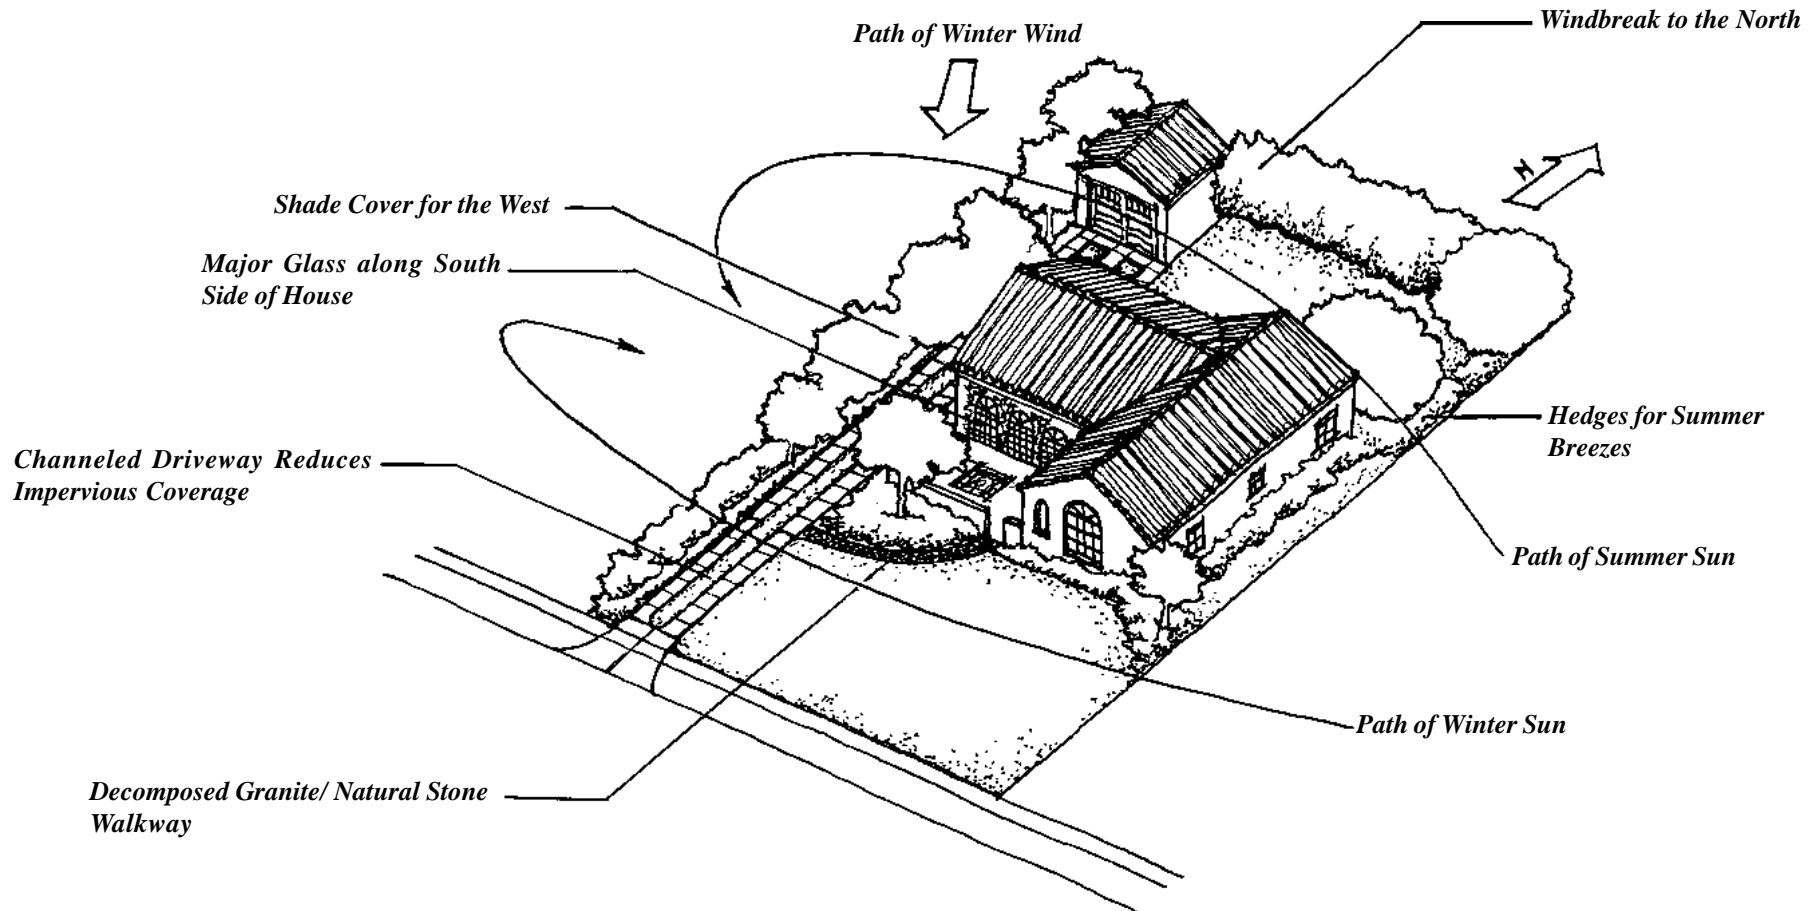 Windbreak to the North
Path of Winter Wind
N
Shade Cover for the West
Major Glass along South
Side of House
Hedges for Summer
Breezes
Channeled Driveway Reduces
Impervious Coverage
Path of Summer Sun
Path of Winter Sun
Decomposed Granite/ Natural Stone
Walkway